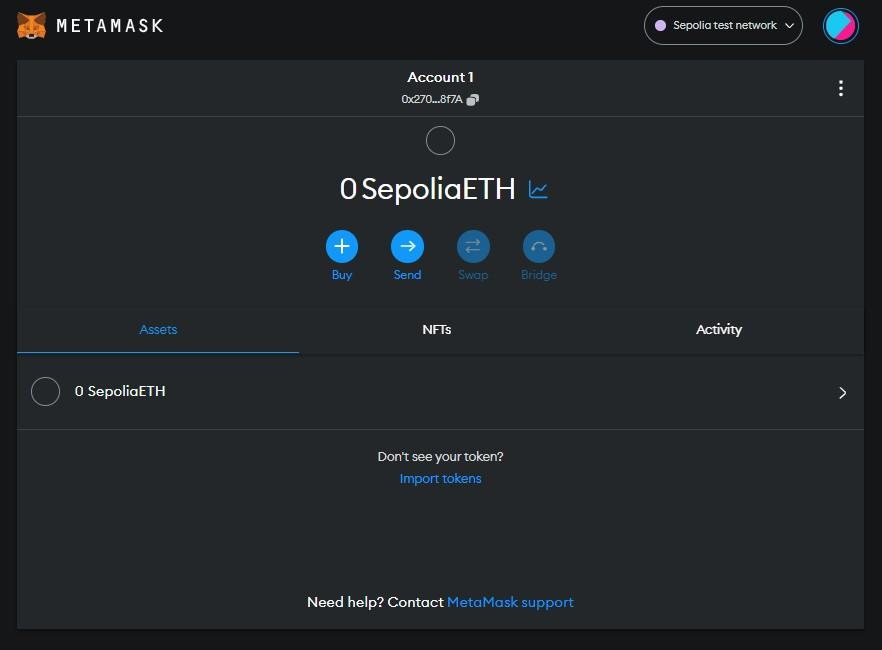 METAMASK
Sepolia test network
Account 1
0x270...8f7A
0 SepoliaETH
Buy
Send
Swap
Bridge
Assets
NFTs
Activity
0 SepoliaETH
Don't see your token?
Import tokens
Need help? Contact MetaMask support